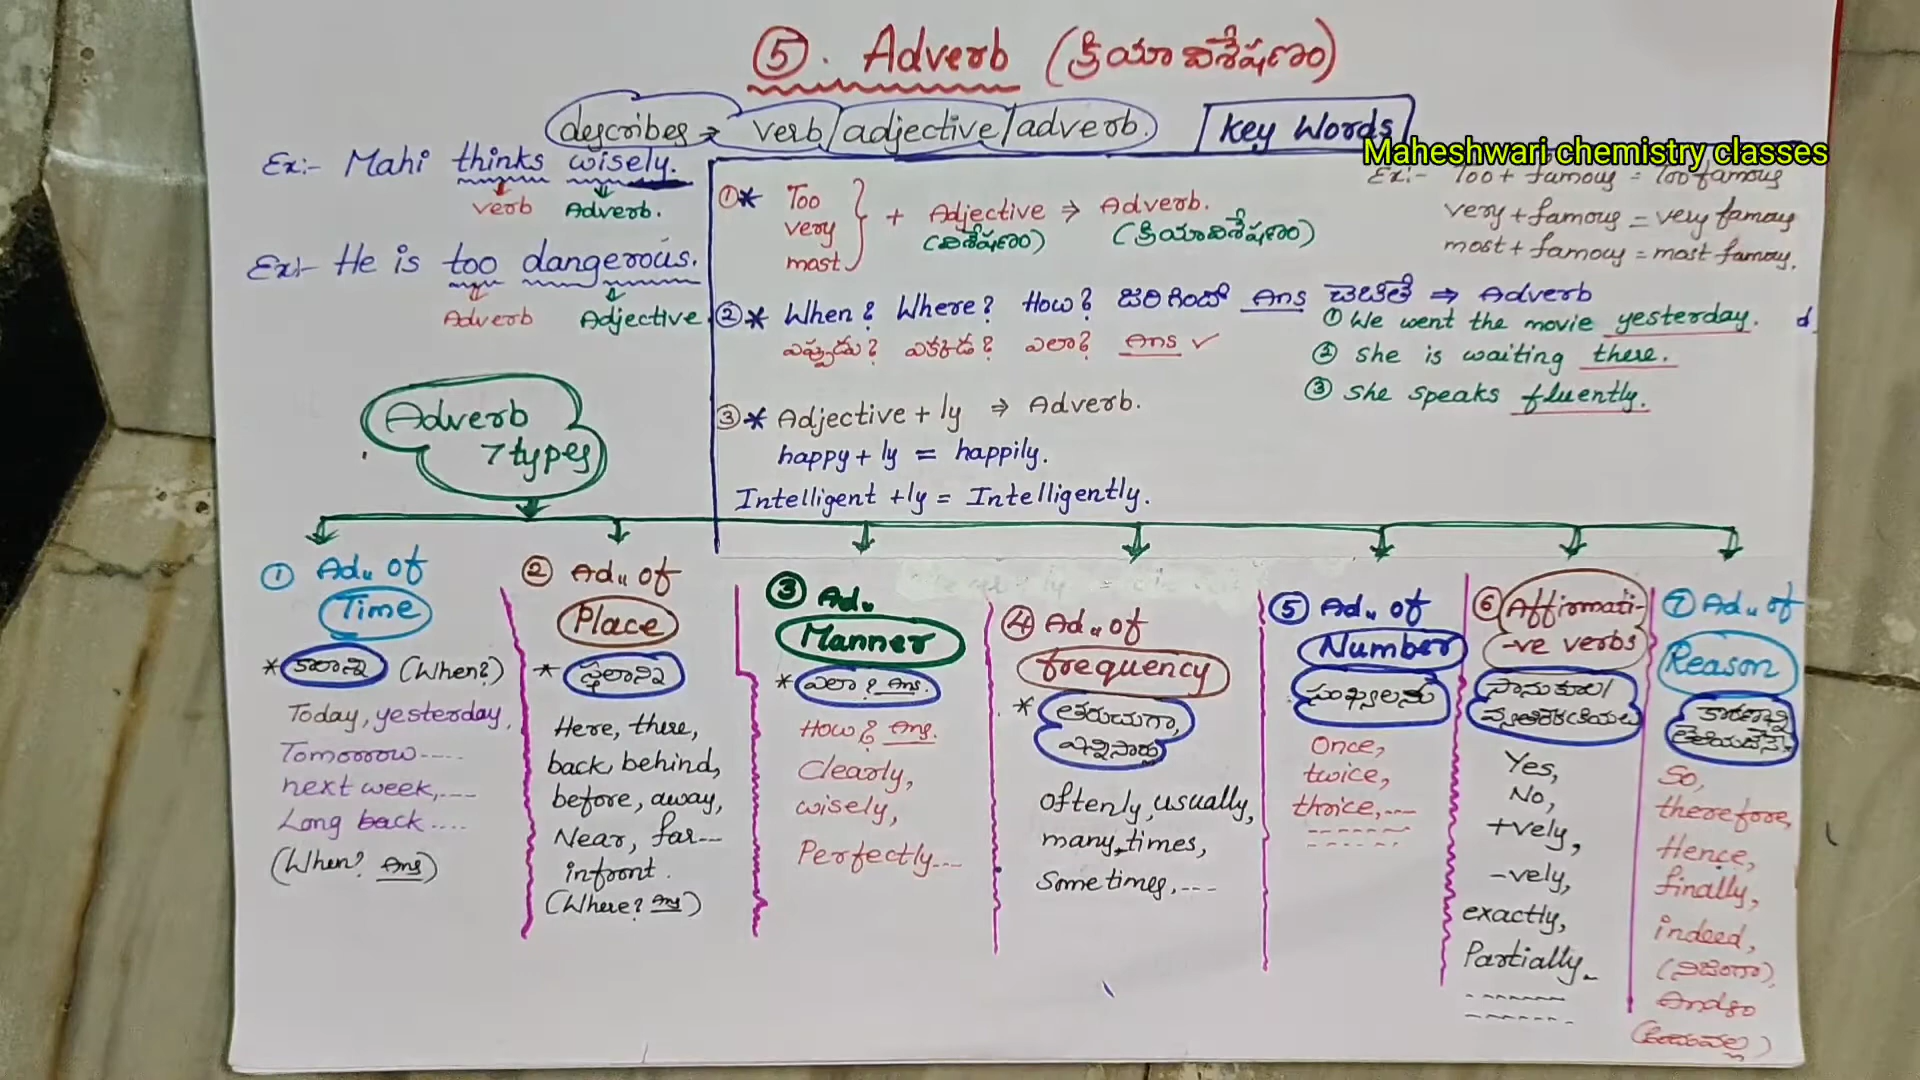 5. Adverb (క్రియా విశేషణం)
describes → verb/adjective/adverb.
Key Words
Maheshwari chemistry classes
Ex:- Mahi thinks wisely.
verb Adverb.
Ex:- He is too dangerous.
Adverb Adjective
① * Too
very
most
+ Adjective ⇒ Adverb.
(విశేషణం) (క్రియావిశేషణం)
Ex:- Too + famous = Too famous
very + famous = very famous
most + famous = most famous.
② * When? Where? How? Ans ⇒ Adverb
ఎప్పుడు? ఎక్కడ? ఎలా? Ans ✓
① We went the movie yesterday.
② She is waiting there.
③ She speaks fluently.
③ * Adjective + ly ⇒ Adverb.
happy + ly = happily.
Intelligent + ly = Intelligently.
Adverb
7 types
① Ad. of
Time
* (When?)
Today, yesterday,
Tomorrow----
next week,---
Long back....
(When? Ans)
② Ad. of
Place
* స్థలాన్ని
Here, there,
back, behind,
before, away,
Near, far---
infront.
(Where? Ans)
③ Ad.
Manner
* ఎలా? Ans.
How? Ans.
Clearly,
wisely,
Perfectly---
④ Ad. of
frequency
*
oftenly, usually,
many, times,
Some times,---
⑤ Ad. of
Number
Once,
twice,
thrice,---
⑥ Affirmati-
-ve verbs
Yes,
No,
+vely,
-vely,
exactly,
Partially-
⑦ Ad. of
Reason
So,
therefore,
Hence,
finally,
indeed,
(నిజంగా),
Andso